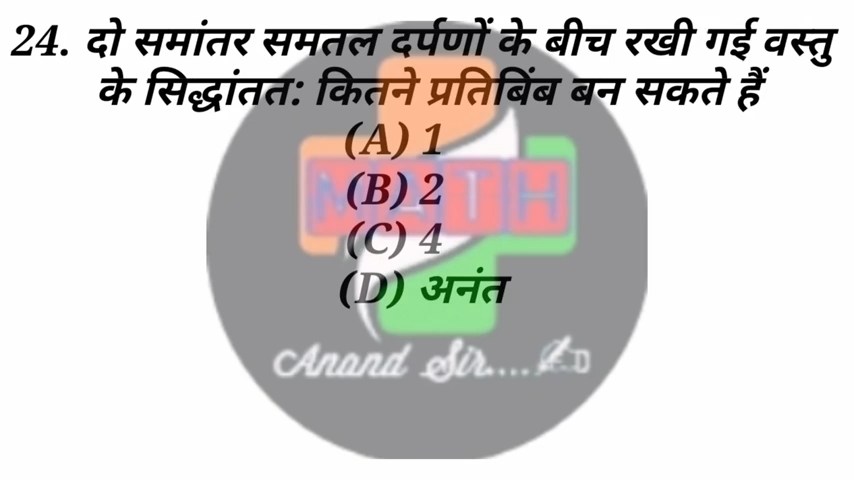 24. दो समांतर समतल दर्पणों के बीच रखी गई वस्तु
के सिद्धांतत: कितने प्रतिबिंब बन सकते हैं
(A) 1
(B) 2
(C) 4
(D) अनंत
MATH
Anand Sir....✍